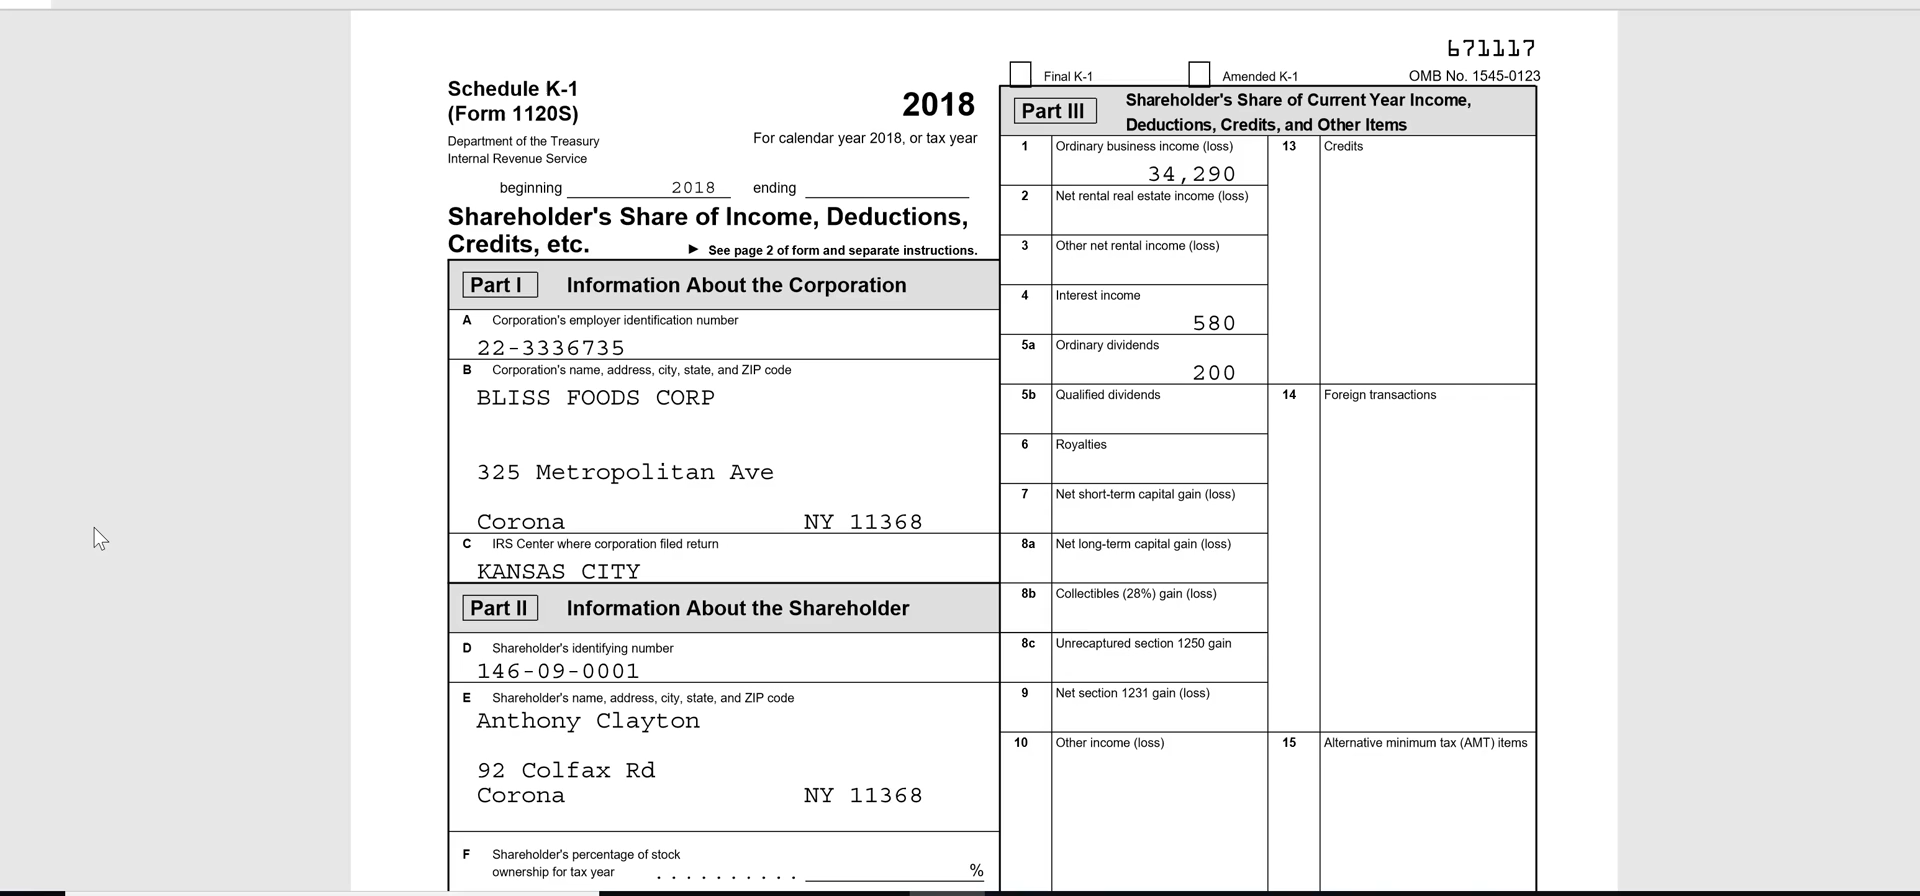 671117
Final K-1
Amended K-1
OMB No. 1545-0123
Schedule K-1
(Form 1120S)
2018
Department of the Treasury
Internal Revenue Service
For calendar year 2018, or tax year
beginning 2018 ending
Shareholder's Share of Income, Deductions,
Credits, etc.
► See page 2 of form and separate instructions.
Part I Information About the Corporation
A Corporation's employer identification number
22-3336735
B Corporation's name, address, city, state, and ZIP code
BLISS FOODS CORP
325 Metropolitan Ave
Corona NY 11368
C IRS Center where corporation filed return
KANSAS CITY
Part II Information About the Shareholder
D Shareholder's identifying number
146-09-0001
E Shareholder's name, address, city, state, and ZIP code
Anthony Clayton
92 Colfax Rd
Corona NY 11368
F Shareholder's percentage of stock
ownership for tax year . . . . . . . . . . %
Part III Shareholder's Share of Current Year Income,
Deductions, Credits, and Other Items
1 Ordinary business income (loss)
34,290
2 Net rental real estate income (loss)
3 Other net rental income (loss)
4 Interest income
580
5a Ordinary dividends
200
5b Qualified dividends
6 Royalties
7 Net short-term capital gain (loss)
8a Net long-term capital gain (loss)
8b Collectibles (28%) gain (loss)
8c Unrecaptured section 1250 gain
9 Net section 1231 gain (loss)
10 Other income (loss)
13 Credits
14 Foreign transactions
15 Alternative minimum tax (AMT) items